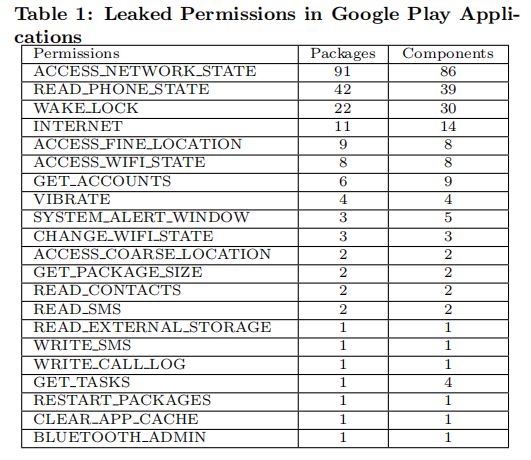 Table 1: Leaked Permissions in Google Play Appli-
cations
Permissions Packages Components
ACCESS_NETWORK_STATE 91 86
READ_PHONE_STATE 42 39
WAKE_LOCK 22 30
INTERNET 11 14
ACCESS_FINE_LOCATION 9 8
ACCESS_WIFI_STATE 8 8
GET_ACCOUNTS 6 9
VIBRATE 4 4
SYSTEM_ALERT_WINDOW 3 5
CHANGE_WIFI_STATE 3 3
ACCESS_COARSE_LOCATION 2 2
GET_PACKAGE_SIZE 2 2
READ_CONTACTS 2 2
READ_SMS 2 2
READ_EXTERNAL_STORAGE 1 1
WRITE_SMS 1 1
WRITE_CALL_LOG 1 1
GET_TASKS 1 4
RESTART_PACKAGES 1 1
CLEAR_APP_CACHE 1 1
BLUETOOTH_ADMIN 1 1